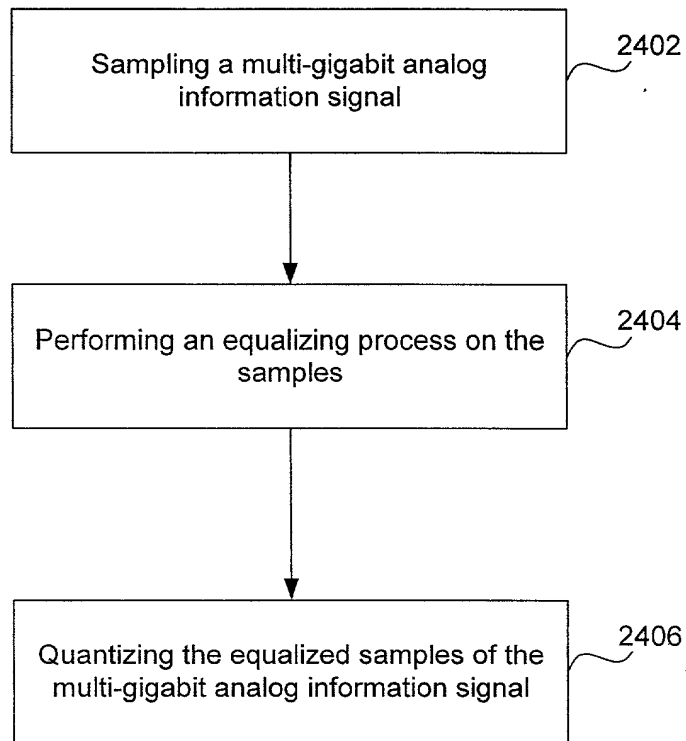 Sampling a multi-gigabit analog
information signal
2402
Performing an equalizing process on the
samples
2404
Quantizing the equalized samples of the
multi-gigabit analog information signal
2406